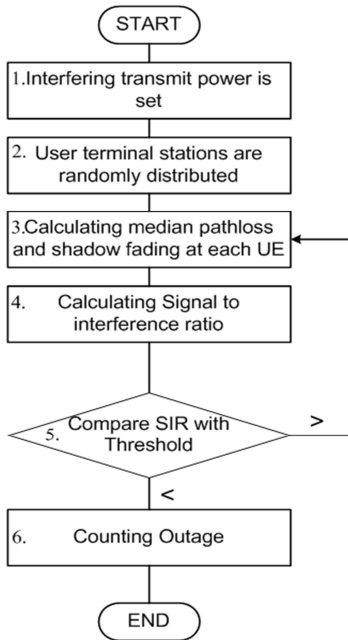 START
1.Interfering transmit power is
set
2. User terminal stations are
randomly distributed
3.Calculating median pathloss
and shadow fading at each UE
4. Calculating Signal to
interference ratio
5. Compare SIR with
Threshold
>
<
6. Counting Outage
END